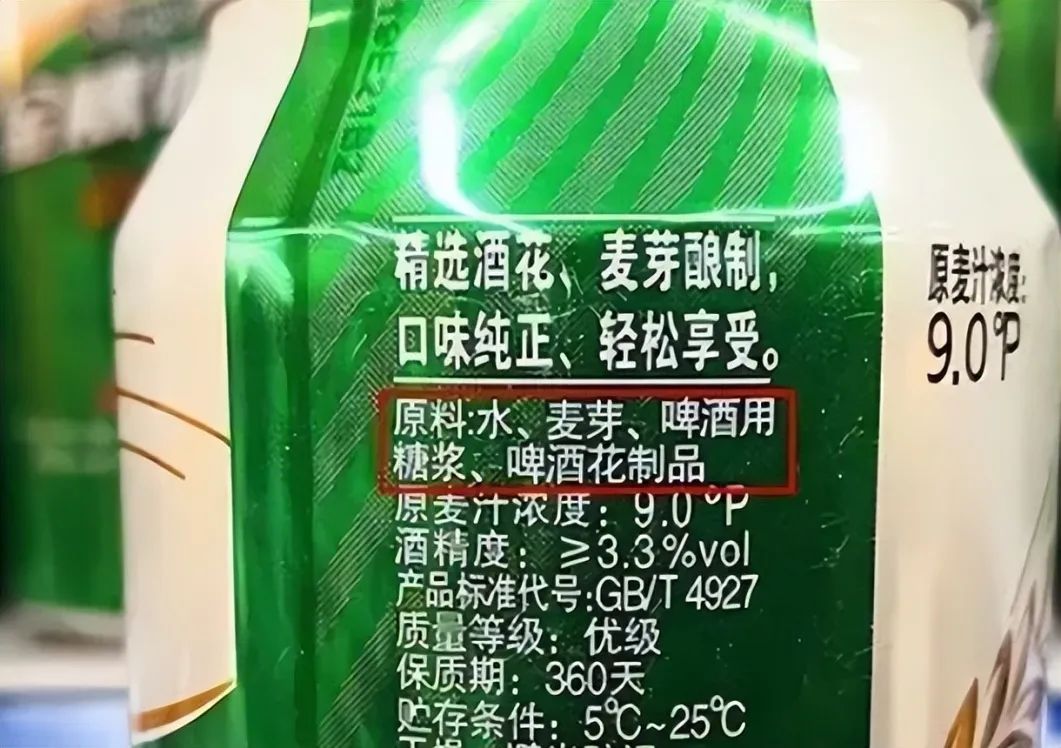 精选酒花、麦芽酿制,
口味纯正、轻松享受。
原料:水、麦芽、啤酒用
糖浆、啤酒花制品
原麦汁浓度：9.0°P
酒精度：≥3.3%vol
产品标准代号:GB/T 4927
质量等级：优级
保质期：360天
贮存条件：5℃~25℃
原麦汁浓度:
9.0°P